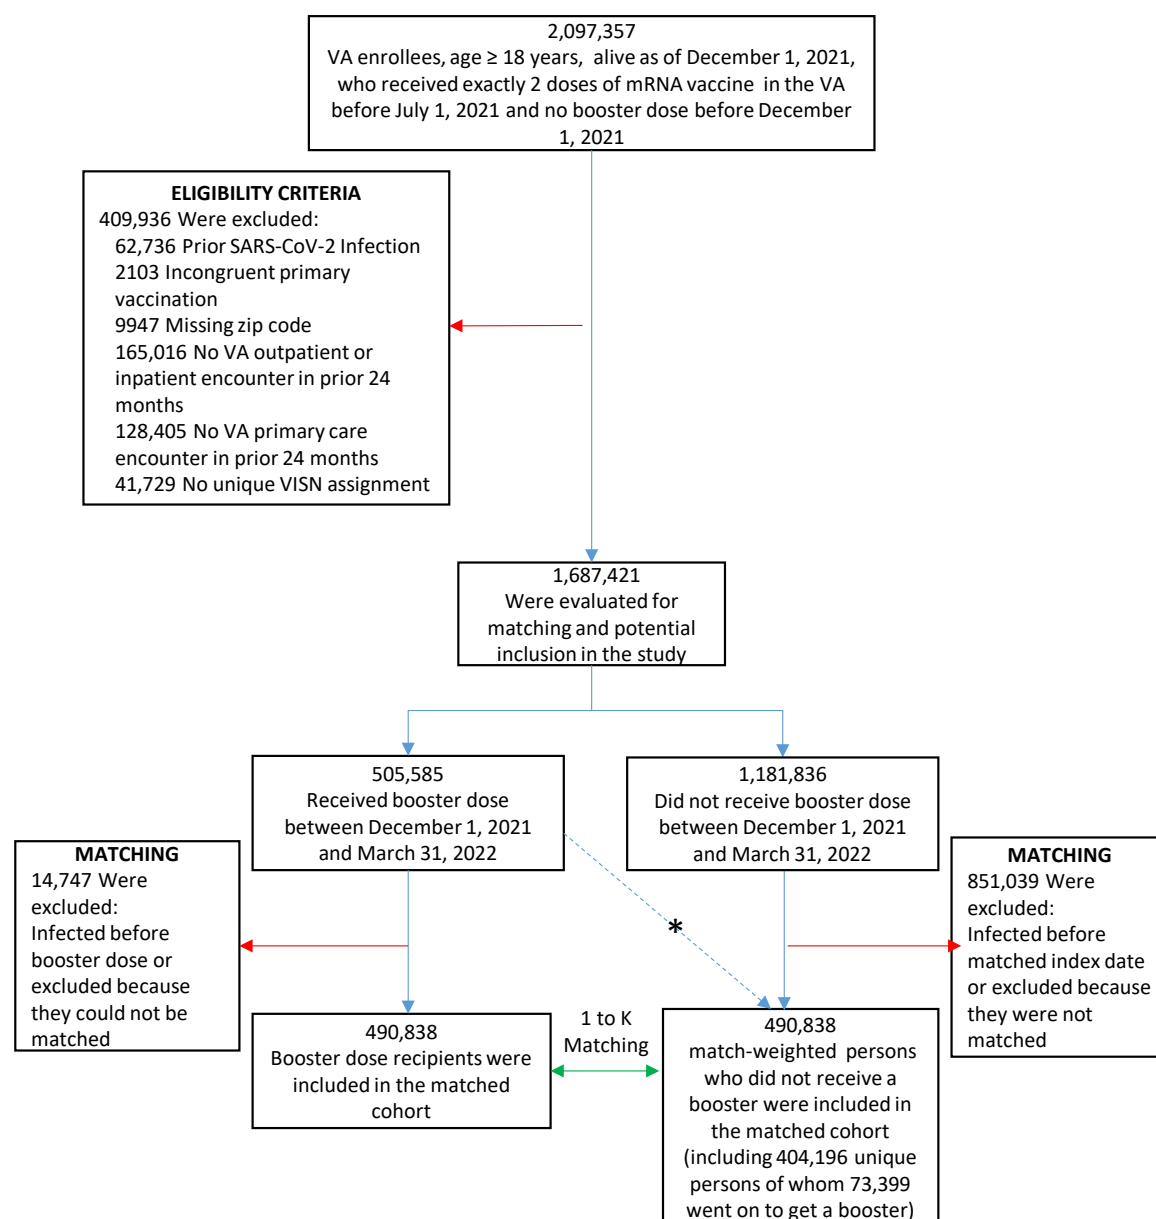 2,097,357
VA enrollees, age ≥ 18 years, alive as of December 1, 2021,
who received exactly 2 doses of mRNA vaccine in the VA
before July 1, 2021 and no booster dose before December
1, 2021
ELIGIBILITY CRITERIA
409,936 Were excluded:
62,736 Prior SARS-CoV-2 Infection
2103 Incongruent primary
vaccination
9947 Missing zip code
165,016 No VA outpatient or
inpatient encounter in prior 24
months
128,405 No VA primary care
encounter in prior 24 months
41,729 No unique VISN assignment
1,687,421
Were evaluated for
matching and potential
inclusion in the study
505,585
Received booster dose
between December 1, 2021
and March 31, 2022
1,181,836
Did not receive booster dose
between December 1, 2021
and March 31, 2022
MATCHING
14,747 Were
excluded:
Infected before
booster dose or
excluded because
they could not be
matched
*
MATCHING
851,039 Were
excluded:
Infected before
matched index date
or excluded because
they were not
matched
490,838
Booster dose recipients were
included in the matched
cohort
1 to K
Matching
490,838
match-weighted persons
who did not receive a
booster were included in
the matched cohort
(including 404,196 unique
persons of whom 73,399
went on to get a booster)